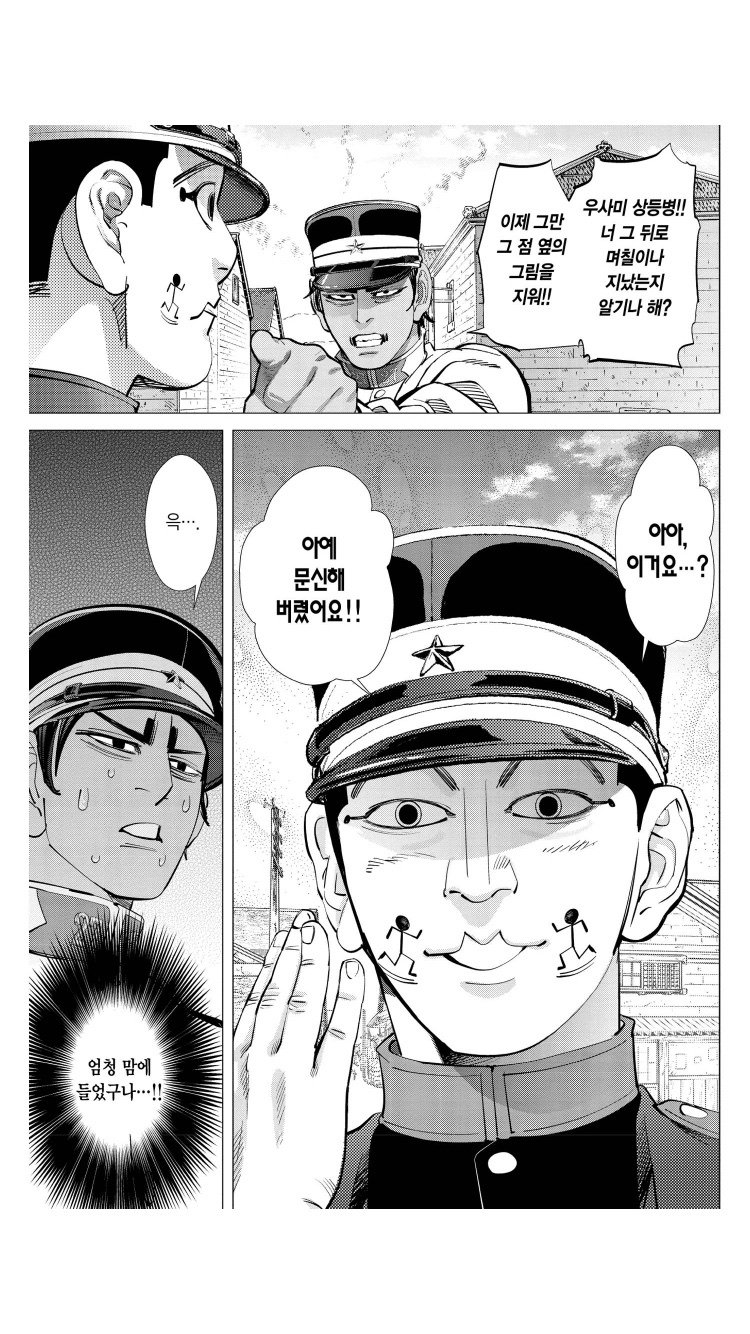 우사미 상등병!!
너 그 뒤로
며칠이나
지났는지
알기나 해?
이제 그만
그 점 옆의
그림을
지워!!
아아,
이거요…?
아예
문신해
버렸어요!!
윽….
엄청 맘에
들었구나…!!